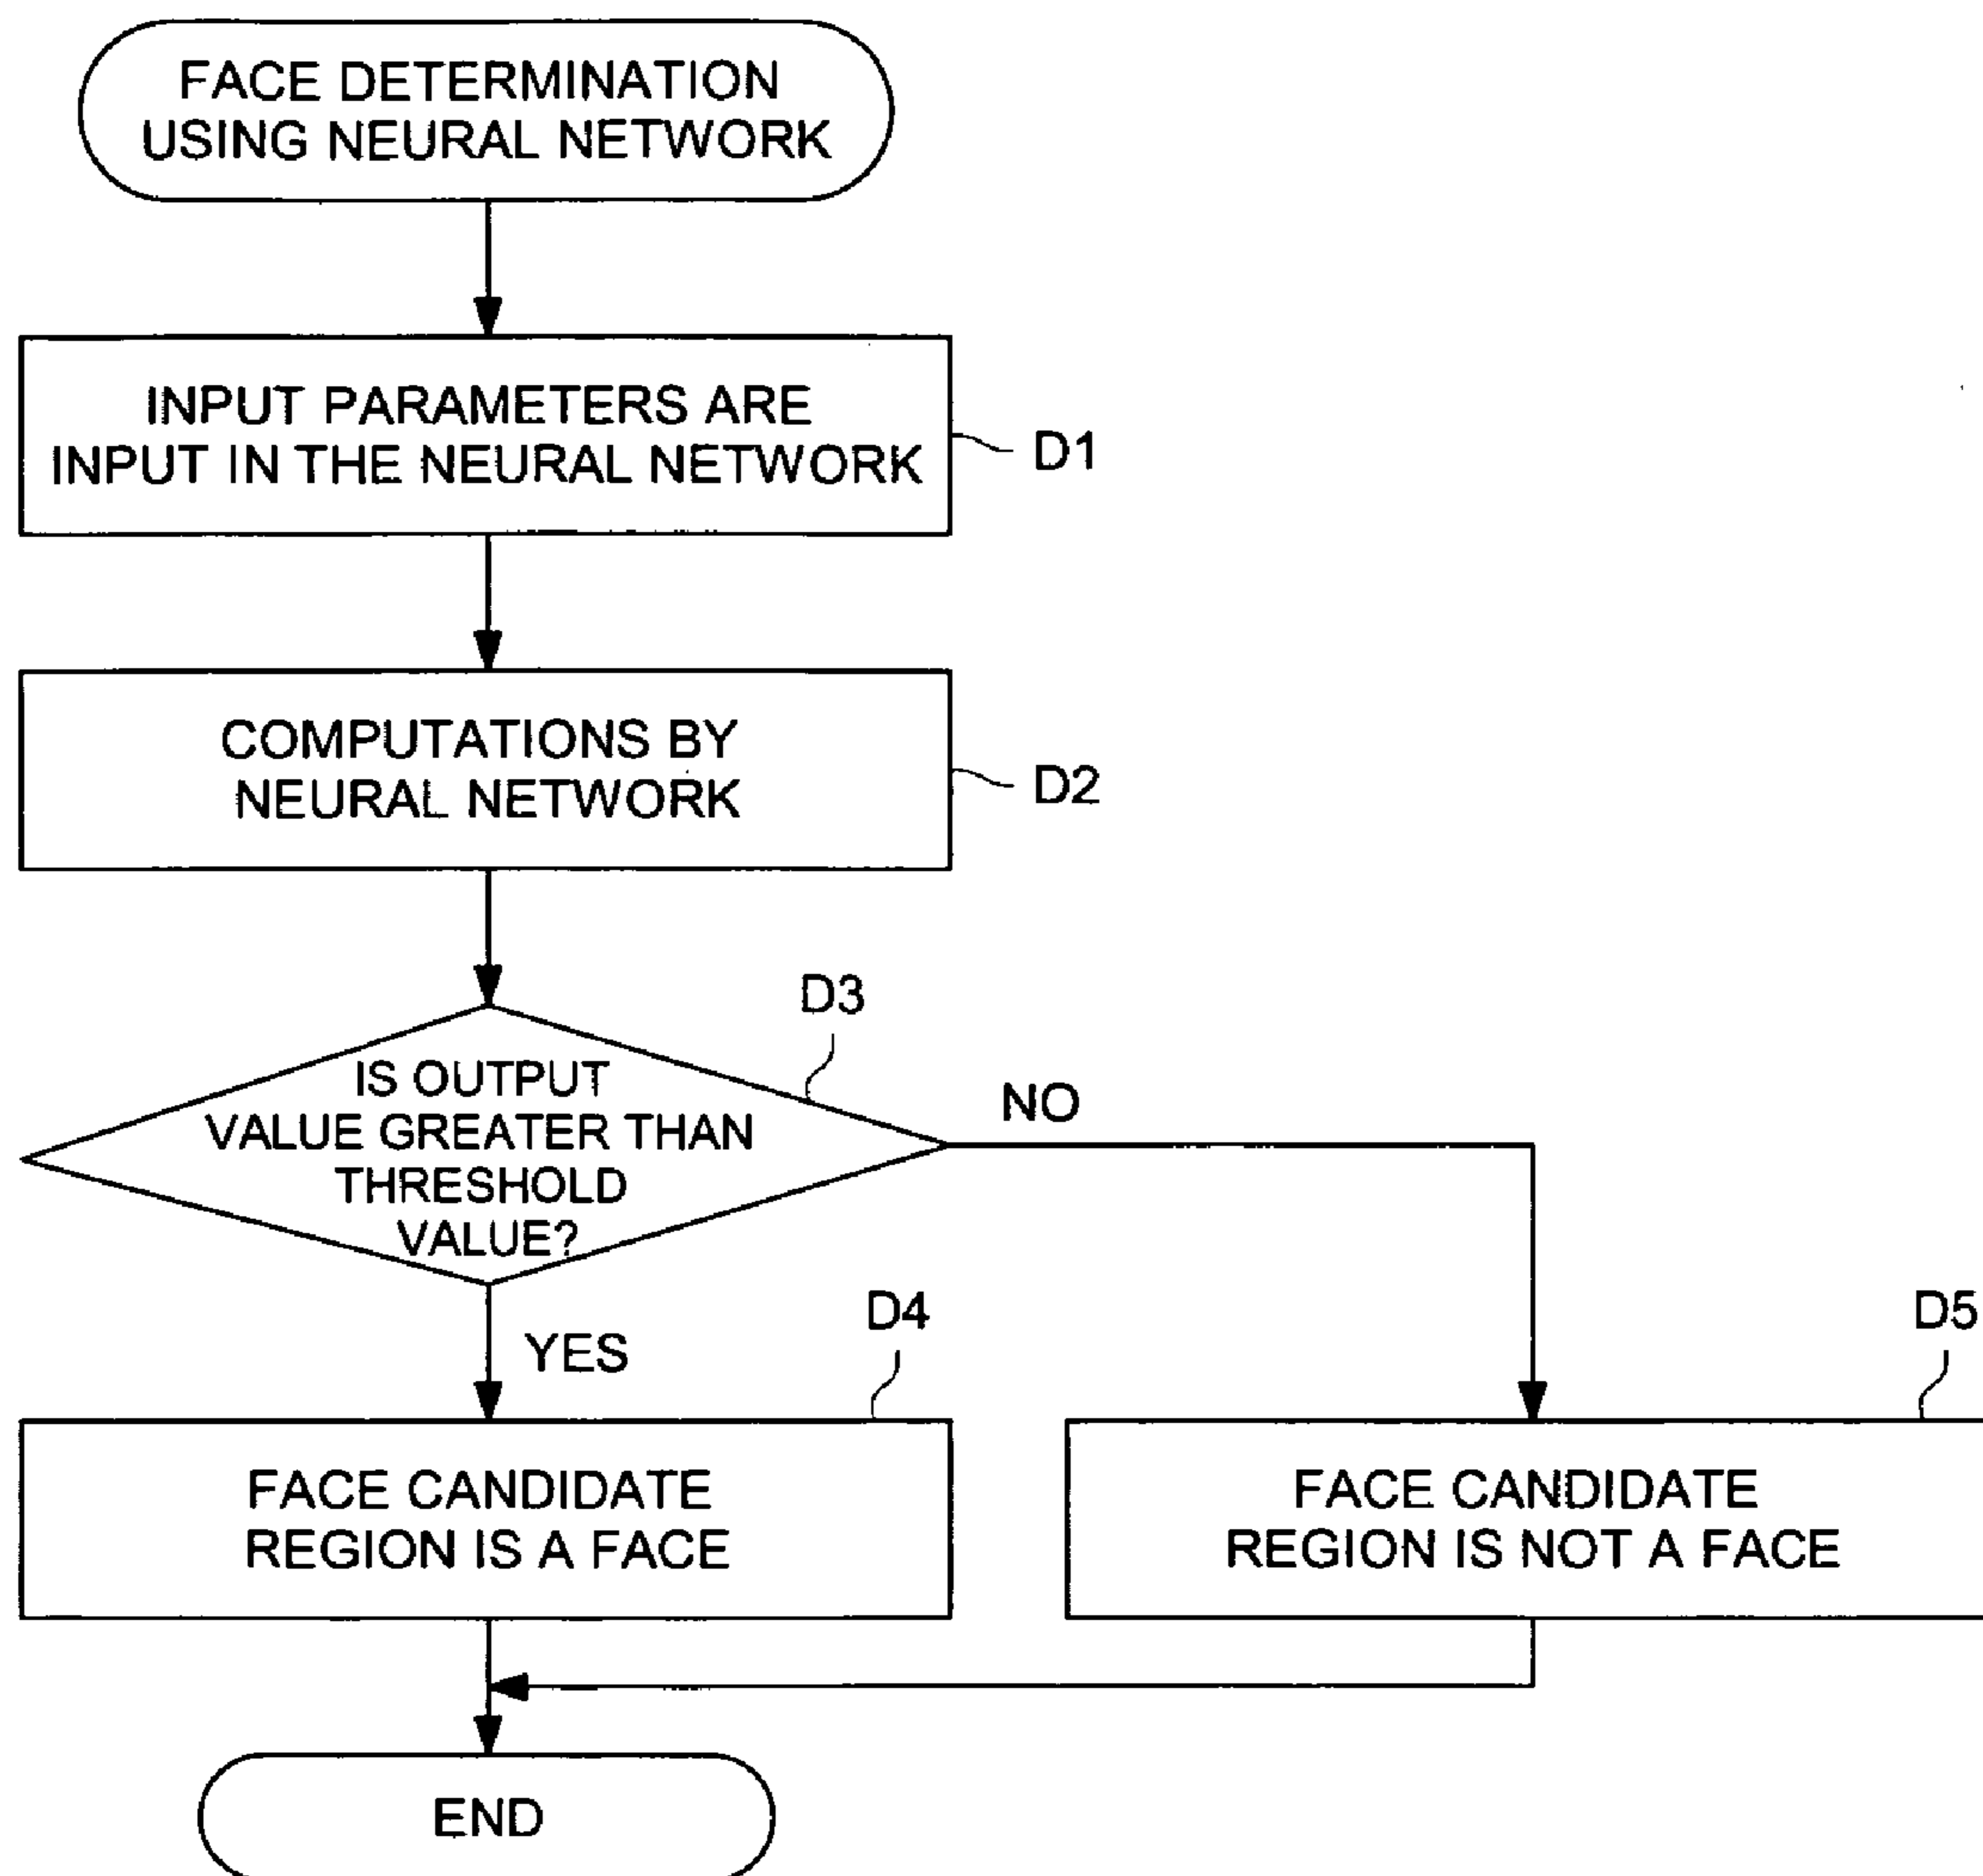 FACE DETERMINATION
USING NEURAL NETWORK
INPUT PARAMETERS ARE
INPUT IN THE NEURAL NETWORK
D1
COMPUTATIONS BY
NEURAL NETWORK
D2
D3
IS OUTPUT
VALUE GREATER THAN
THRESHOLD
VALUE?
NO
YES
D4
D5
FACE CANDIDATE
REGION IS A FACE
FACE CANDIDATE
REGION IS NOT A FACE
END